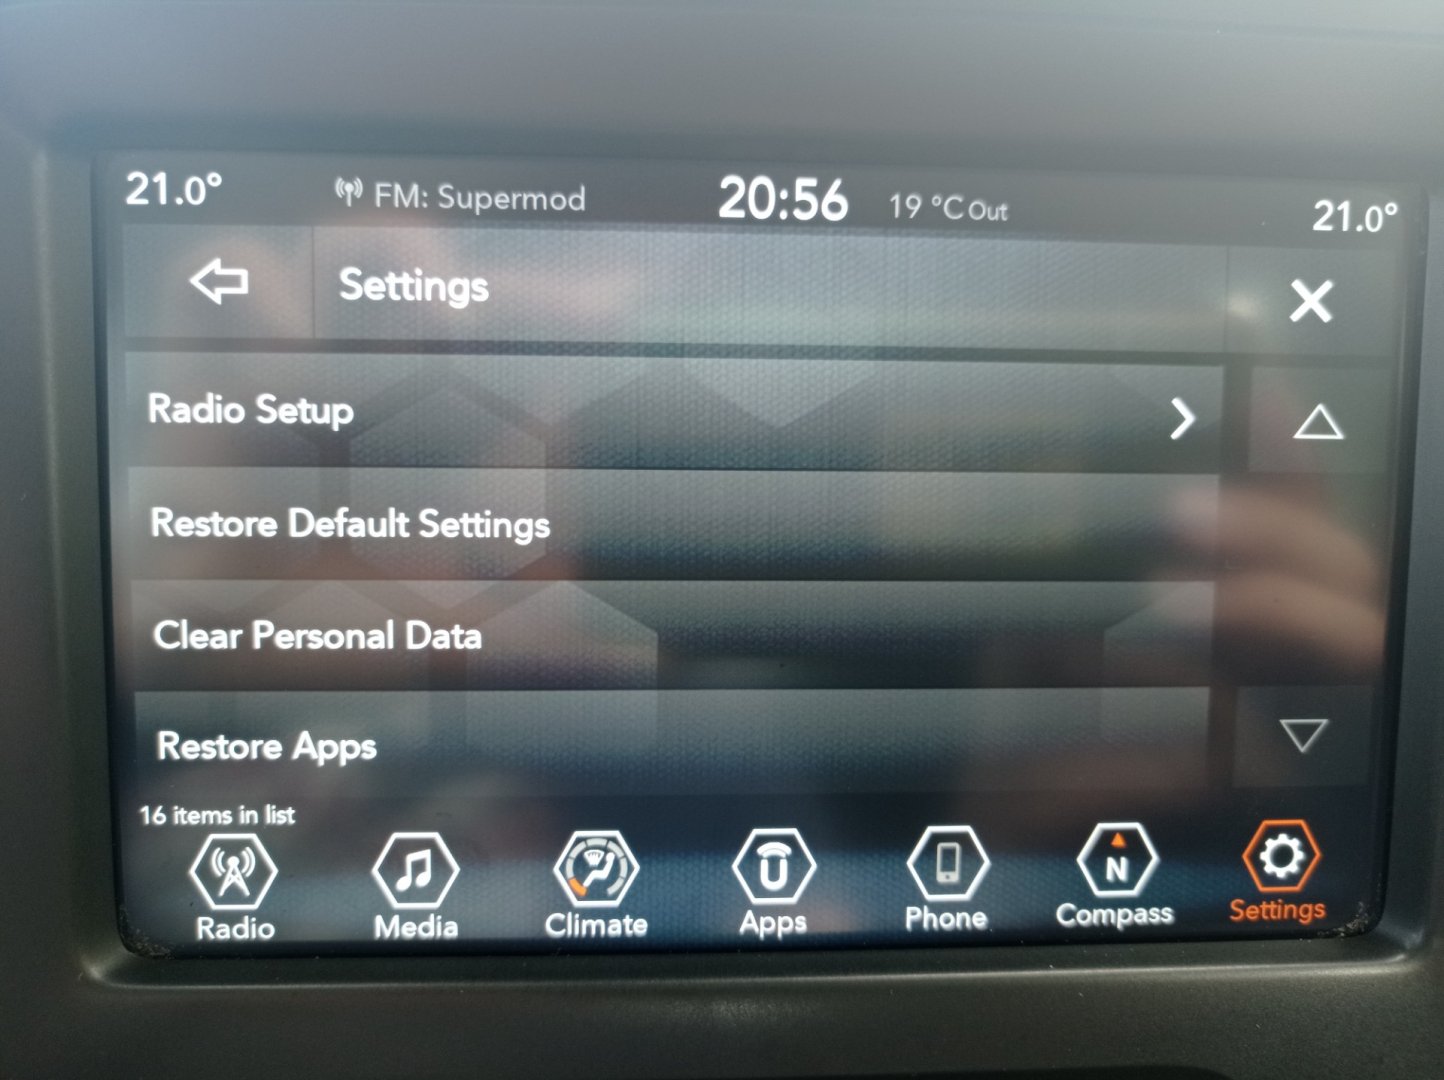 21.0° FM: Supermod 20:56 19 °C Out 21.0°
Settings
Radio Setup
Restore Default Settings
Clear Personal Data
Restore Apps
16 items in list
N
Radio Media Climate Apps Phone Compass Settings